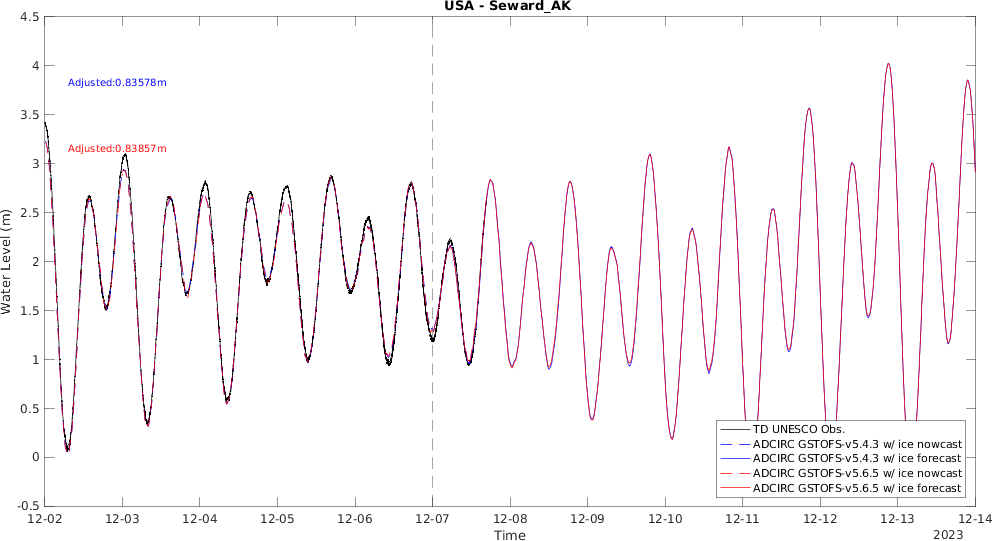 USA - Seward_AK
4.5
4
3.5
3
2.5
2
1.5
1
0.5
0
-0.5
Water Level (m)
Adjusted:0.83578m
Adjusted:0.83857m
TD UNESCO Obs.
ADCIRC GSTOFS-v5.4.3 w/ ice nowcast
ADCIRC GSTOFS-v5.4.3 w/ ice forecast
ADCIRC GSTOFS-v5.6.5 w/ ice nowcast
ADCIRC GSTOFS-v5.6.5 w/ ice forecast
12-02 12-03 12-04 12-05 12-06 12-07 12-08 12-09 12-10 12-11 12-12 12-13 12-14
Time
2023